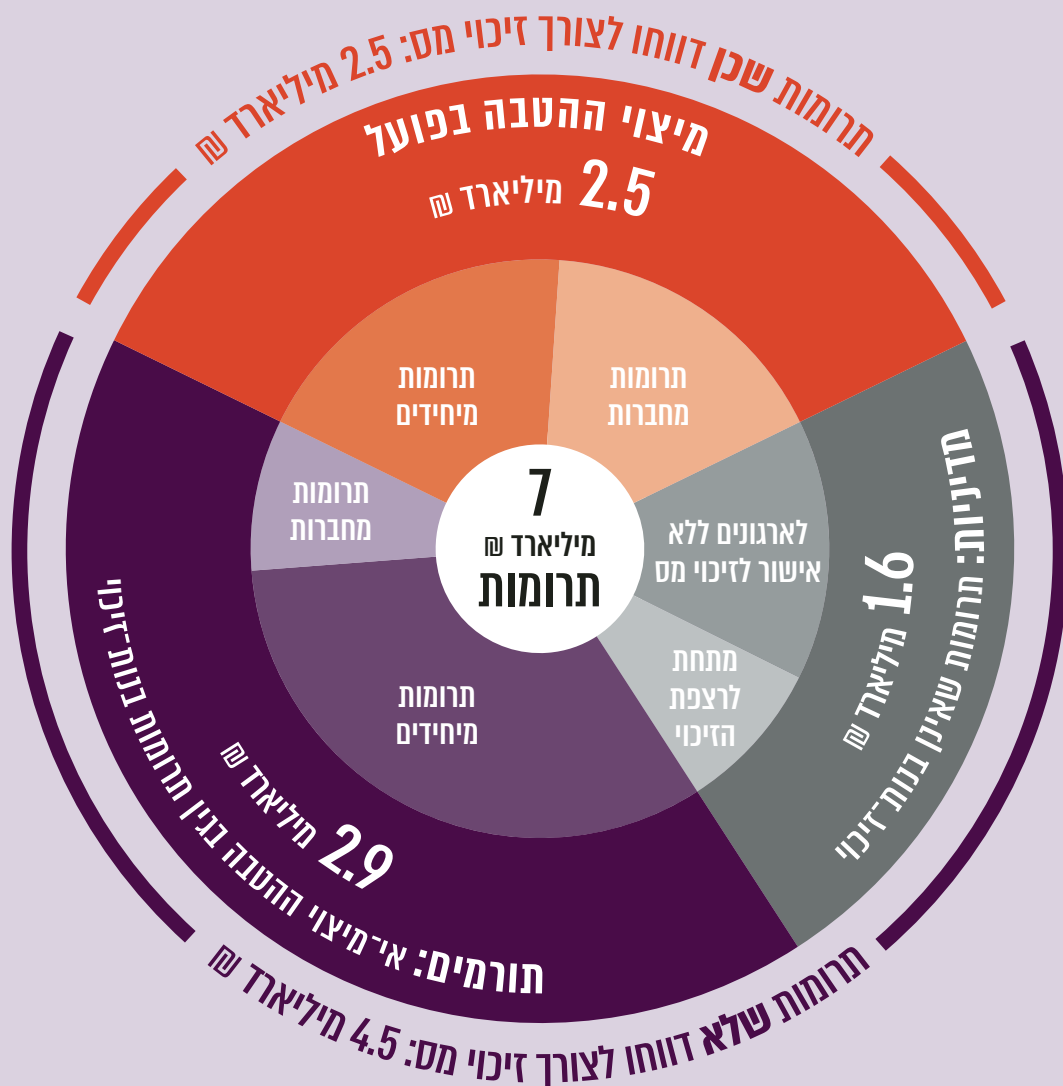 תרומות שכן דווחו לצורך זיכוי מס: 2.5 מיליארד ₪
מיצוי ההטבה בפועל
2.5 מיליארד ₪
תרומות
מחברות
תרומות
מיחידים
7
מיליארד ₪
תרומות
לארגונים ללא
אישור לזיכוי מס
מתחת
לרצפת
הזיכוי
מדיניות: תרומות שאינן בנות־זיכוי
1.6 מיליארד ₪
תרומות
מחברות
תרומות
מיחידים
2.9 מיליארד ₪
תורמים: אי־מיצוי ההטבה בגין תרומות בנות־זיכוי
תרומות שלא דווחו לצורך זיכוי מס: 4.5 מיליארד ₪